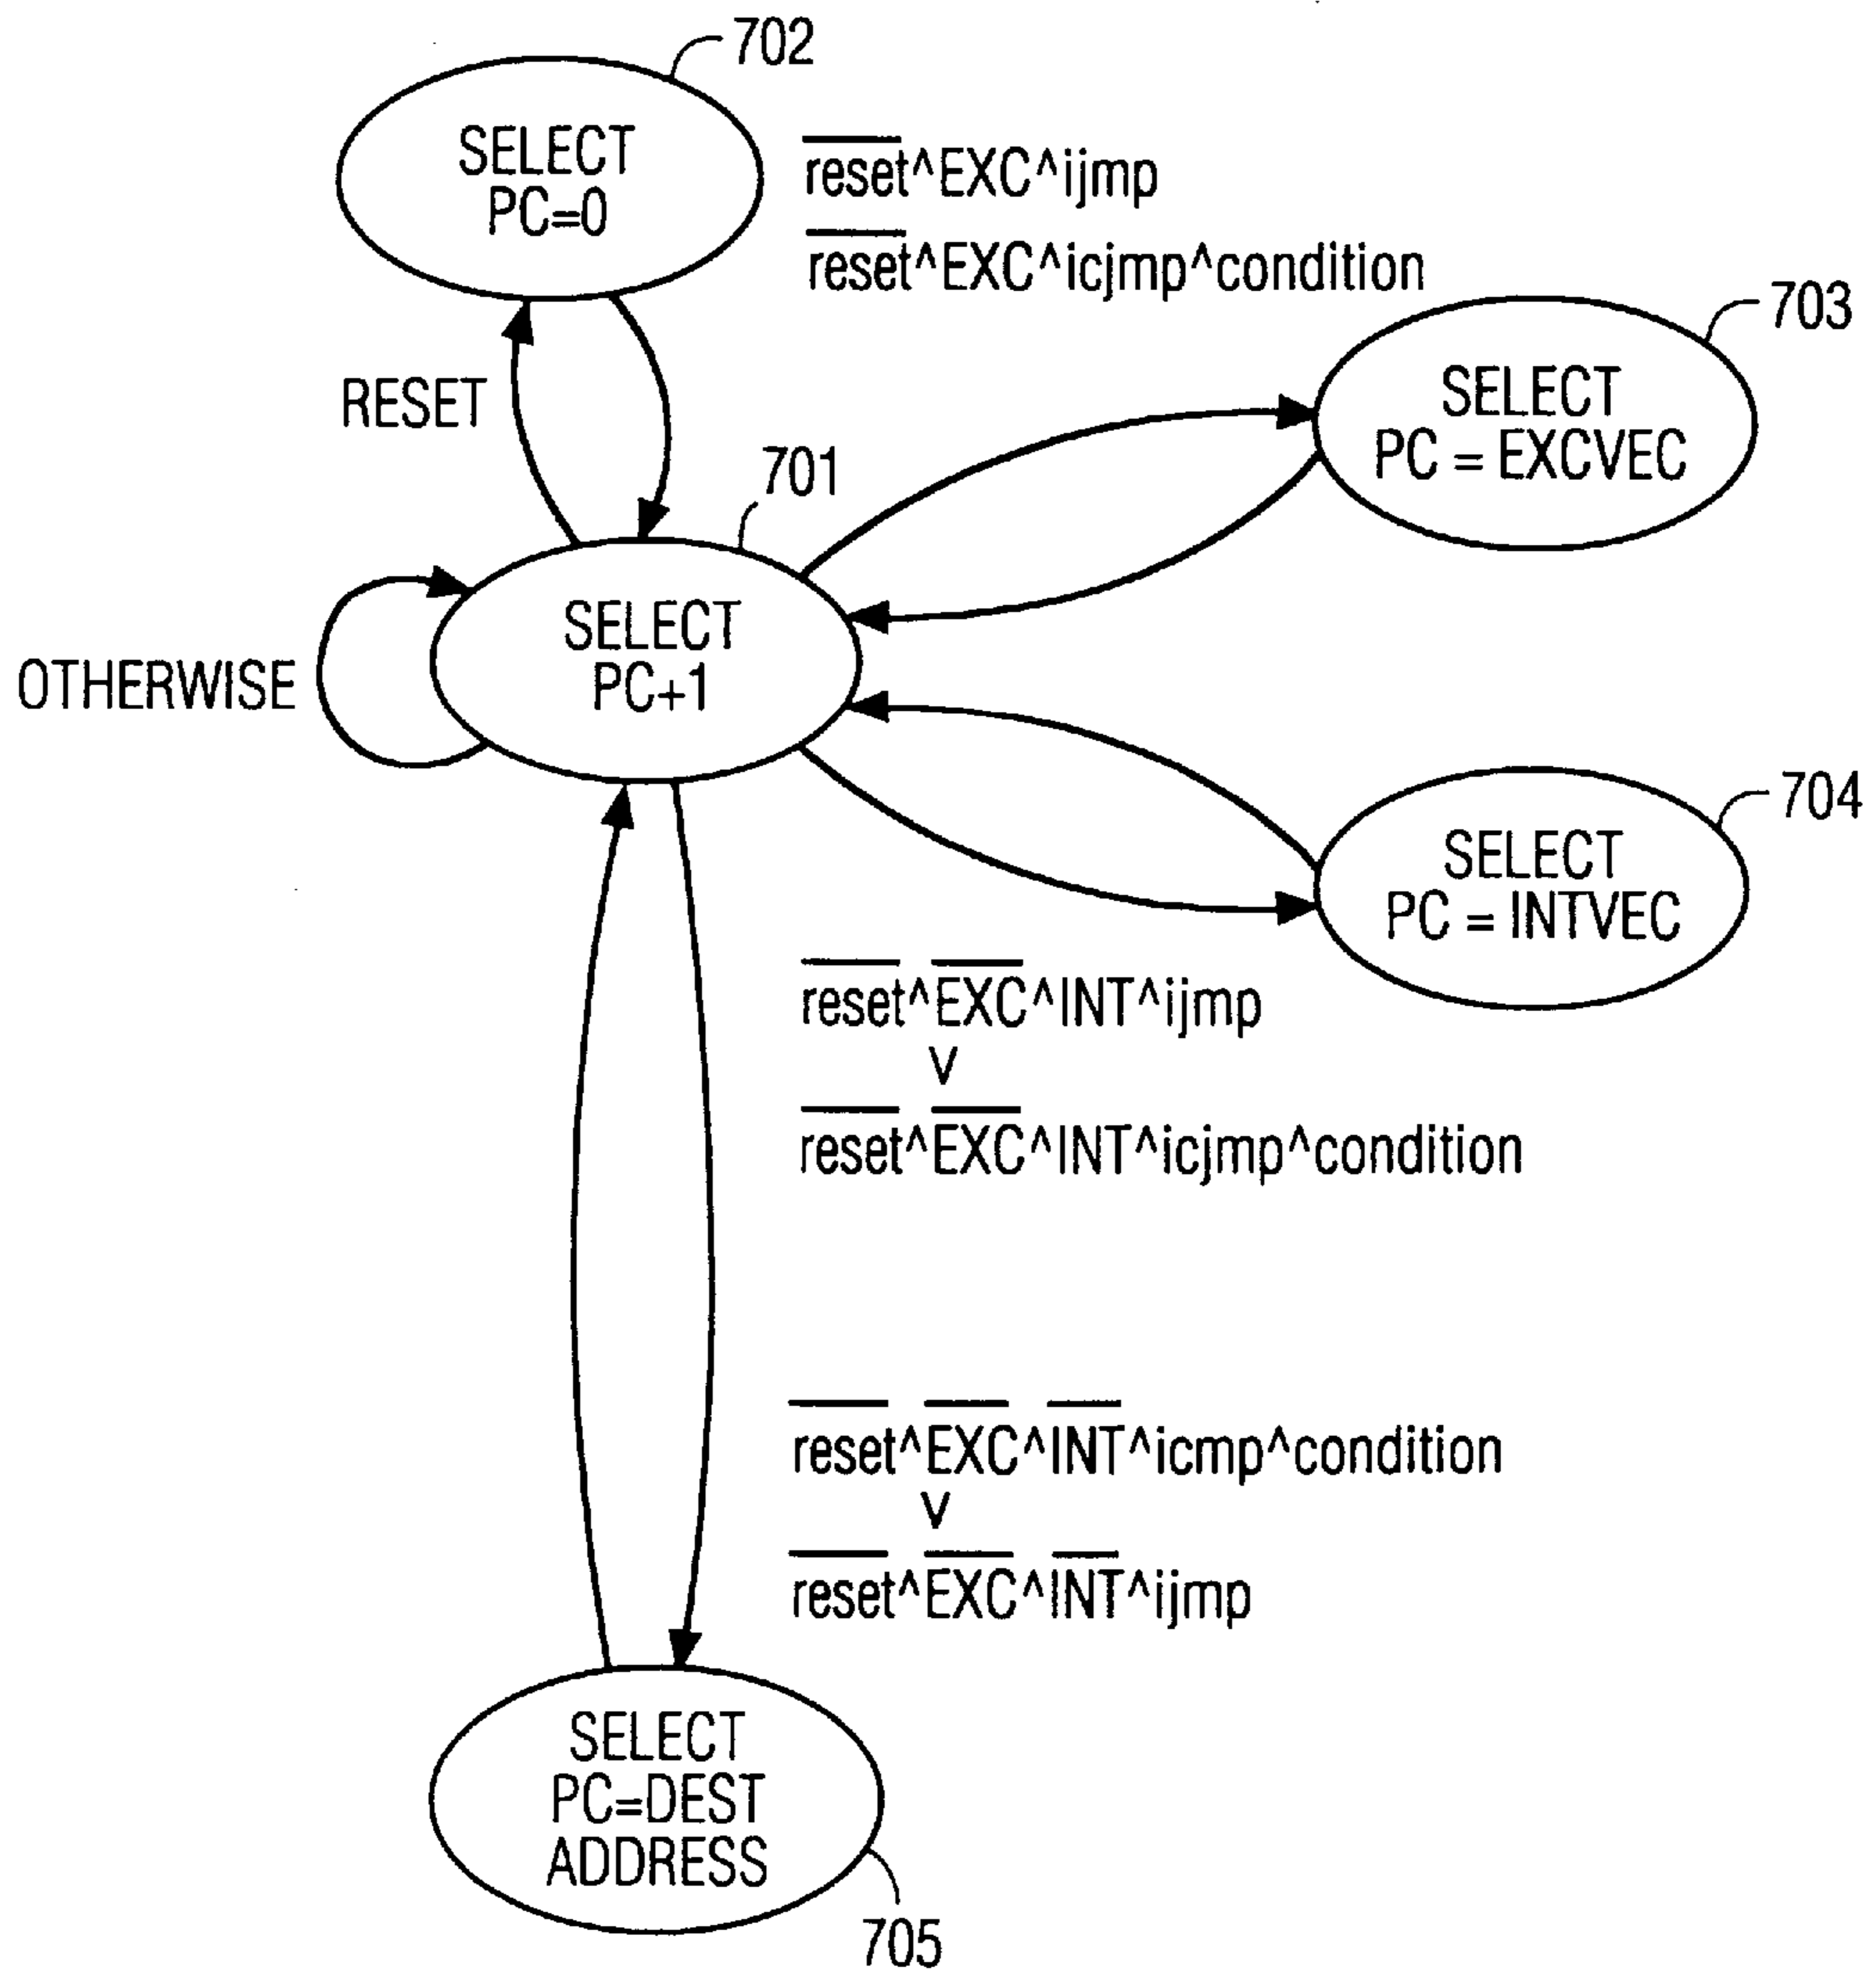 702
SELECT
PC=0
reset^EXC^ijmp
reset^EXC^icjmp^condition
703
SELECT
PC = EXCVEC
RESET
701
SELECT
PC+1
OTHERWISE
704
SELECT
PC = INTVEC
reset^EXC^INT^ijmp
v
reset^EXC^INT^icjmp^condition
reset^EXC^INT^icmp^condition
v
reset^EXC^INT^ijmp
SELECT
PC=DEST
ADDRESS
705